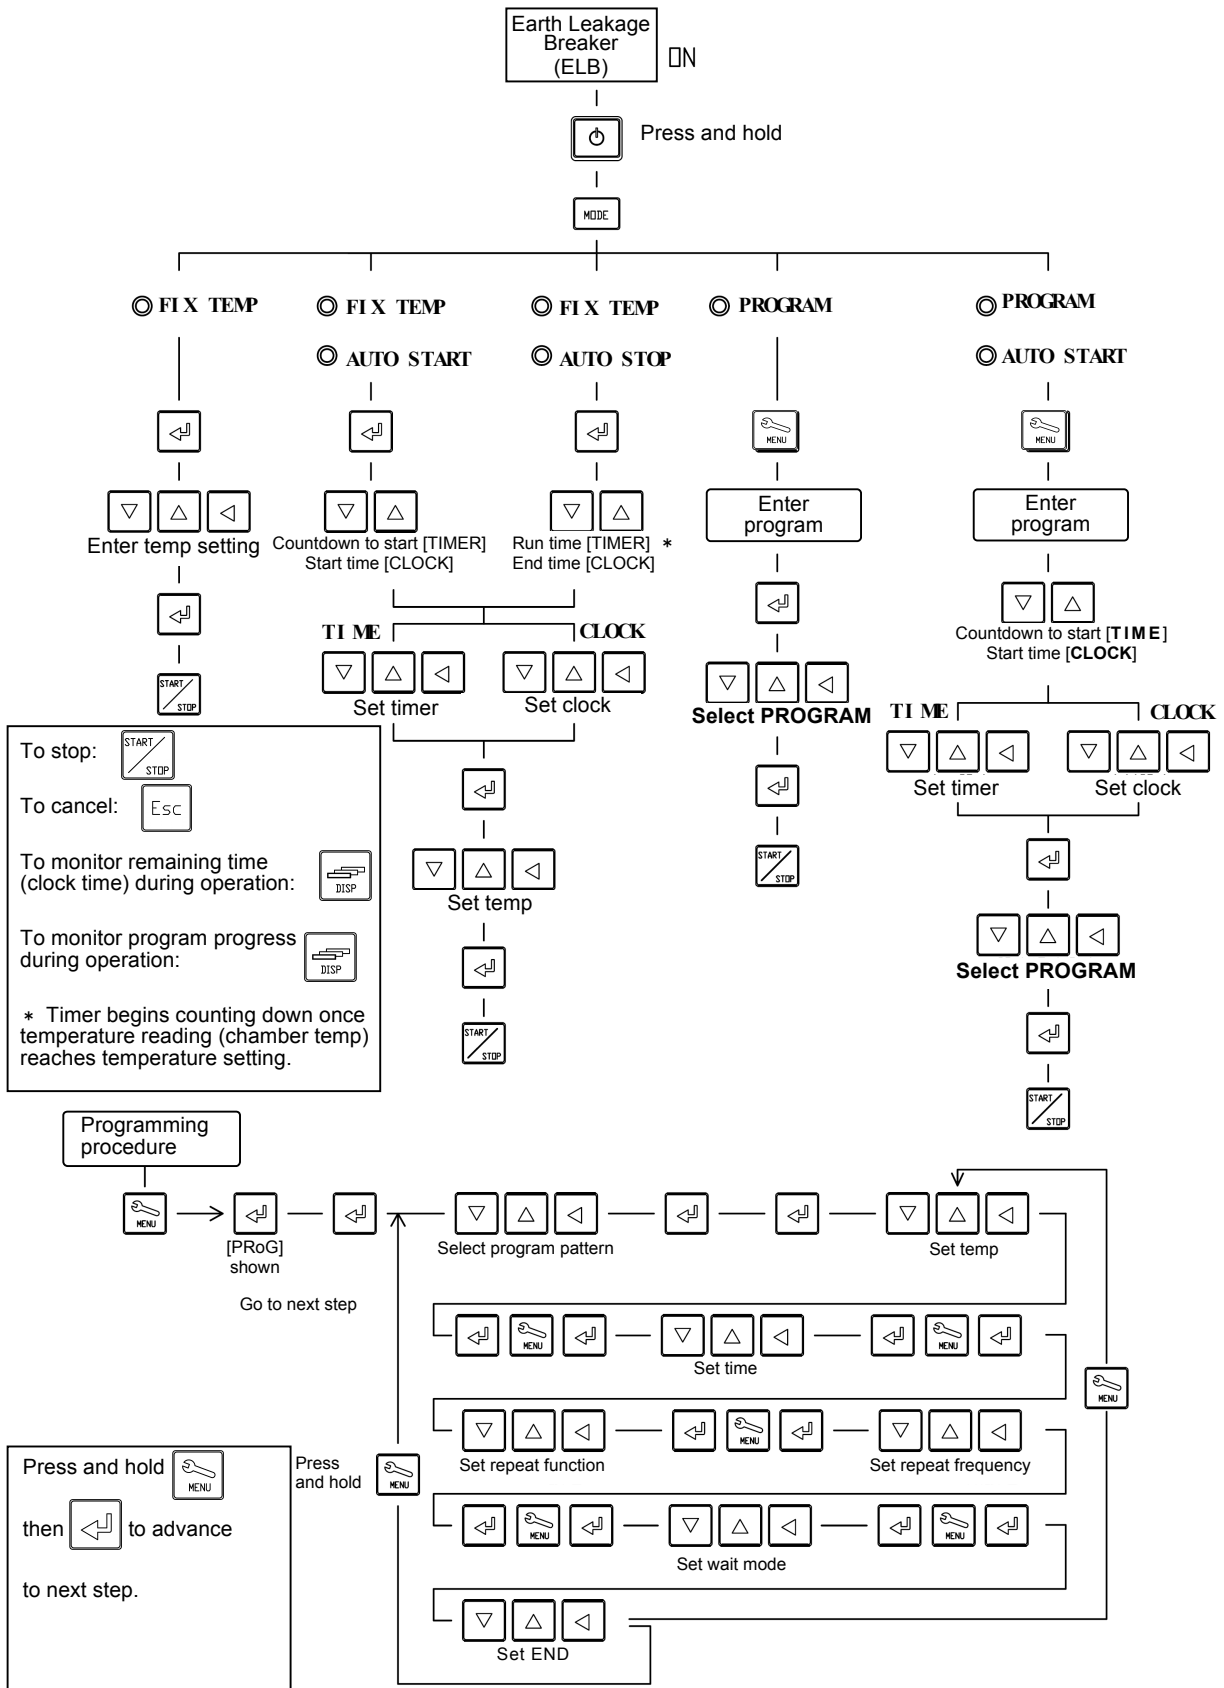 Earth Leakage
Breaker
(ELB)
ON
Press and hold
MODE
FIX TEMP
FIX TEMP
FIX TEMP
PROGRAM
PROGRAM
AUTO START
AUTO STOP
AUTO START
MENU
MENU
Enter
program
Enter
program
Enter temp setting
Countdown to start [TIMER]
Start time [CLOCK]
Run time [TIMER] *
End time [CLOCK]
Countdown to start [TIME]
Start time [CLOCK]
TIME
CLOCK
Set timer
Set clock
Select PROGRAM
TIME
CLOCK
Set timer
Set clock
START
STOP
To stop:
START
STOP
To cancel:
Esc
To monitor remaining time
(clock time) during operation:
DISP
To monitor program progress
during operation:
DISP
* Timer begins counting down once
temperature reading (chamber temp)
reaches temperature setting.
Set temp
START
STOP
START
STOP
Select PROGRAM
START
STOP
Programming
procedure
MENU
[PRoG]
shown
Go to next step
Select program pattern
Set temp
MENU
Set time
MENU
MENU
Set repeat function
MENU
Set repeat frequency
MENU
Set wait mode
MENU
Set END
Press
and hold
MENU
Press and hold
MENU
then
to advance
to next step.